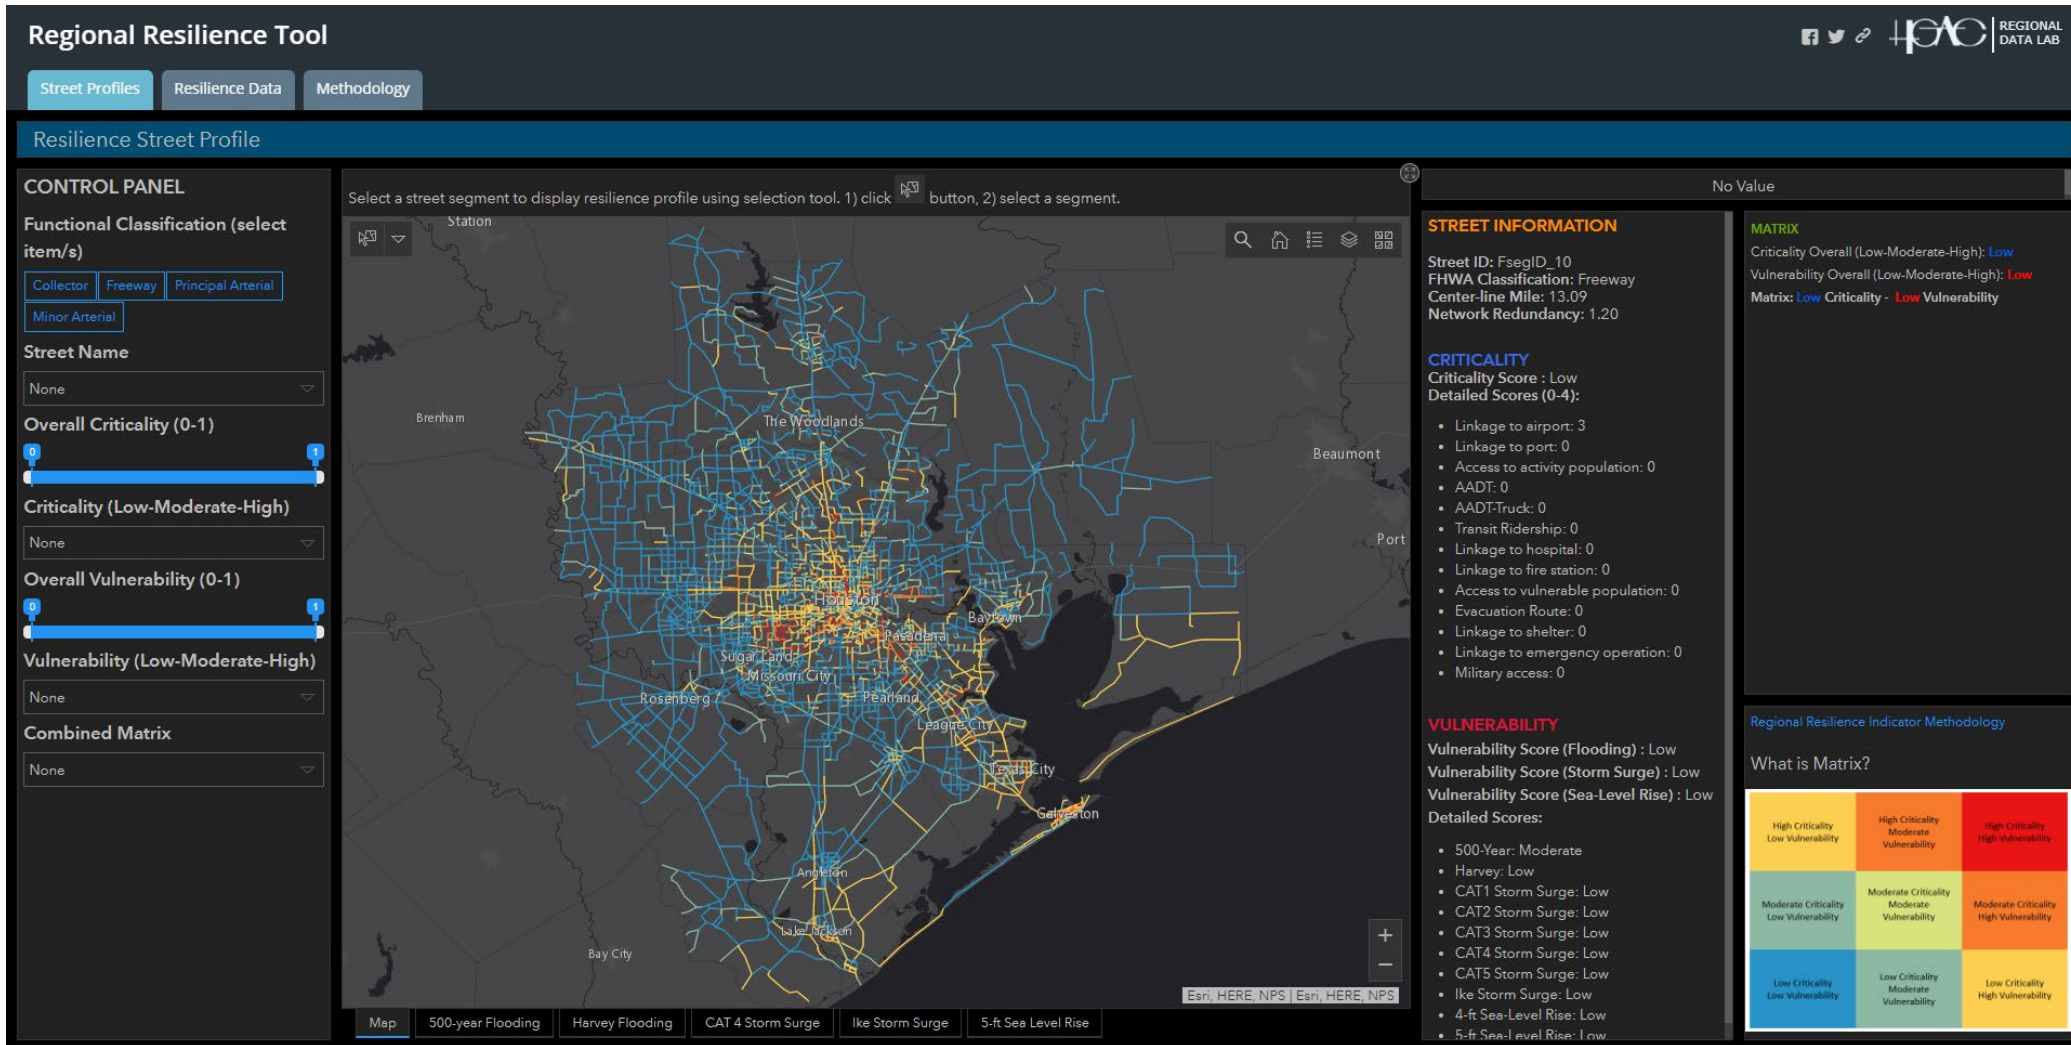 Regional Resilience Tool
HGAC
REGIONAL
DATA LAB
Street Profiles
Resilience Data
Methodology
Resilience Street Profile
CONTROL PANEL
Functional Classification (select
item/s)
Collector
Freeway
Principal Arterial
Minor Arterial
Street Name
None
Overall Criticality (0-1)
0
1
Criticality (Low-Moderate-High)
None
Overall Vulnerability (0-1)
0
1
Vulnerability (Low-Moderate-High)
None
Combined Matrix
None
Select a street segment to display resilience profile using selection tool. 1) click button, 2) select a segment.
Station
Brenham
The Woodlands
Beaumont
Port
Houston
Baytown
Pasadena
Sugar Land
Missouri City
Rosenberg
Pearland
League City
Texas City
Galveston
Angleton
Lake Jackson
Bay City
+
−
Esri, HERE, NPS | Esri, HERE, NPS
Map
500-year Flooding
Harvey Flooding
CAT 4 Storm Surge
Ike Storm Surge
5-ft Sea Level Rise
No Value
STREET INFORMATION
Street ID: FsegID_10
FHWA Classification: Freeway
Center-line Mile: 13.09
Network Redundancy: 1.20
CRITICALITY
Criticality Score : Low
Detailed Scores (0-4):
• Linkage to airport: 3
• Linkage to port: 0
• Access to activity population: 0
• AADT: 0
• AADT-Truck: 0
• Transit Ridership: 0
• Linkage to hospital: 0
• Linkage to fire station: 0
• Access to vulnerable population: 0
• Evacuation Route: 0
• Linkage to shelter: 0
• Linkage to emergency operation: 0
• Military access: 0
VULNERABILITY
Vulnerability Score (Flooding) : Low
Vulnerability Score (Storm Surge) : Low
Vulnerability Score (Sea-Level Rise) : Low
Detailed Scores:
• 500-Year: Moderate
• Harvey: Low
• CAT1 Storm Surge: Low
• CAT2 Storm Surge: Low
• CAT3 Storm Surge: Low
• CAT4 Storm Surge: Low
• CAT5 Storm Surge: Low
• Ike Storm Surge: Low
• 4-ft Sea-Level Rise: Low
• 5-ft Sea-Level Rise: Low
MATRIX
Criticality Overall (Low-Moderate-High): Low
Vulnerability Overall (Low-Moderate-High): Low
Matrix: Low Criticality - Low Vulnerability
Regional Resilience Indicator Methodology
What is Matrix?
High Criticality
Low Vulnerability
High Criticality
Moderate
Vulnerability
High Criticality
High Vulnerability
Moderate Criticality
Low Vulnerability
Moderate Criticality
Moderate
Vulnerability
Moderate Criticality
High Vulnerability
Low Criticality
Low Vulnerability
Low Criticality
Moderate
Vulnerability
Low Criticality
High Vulnerability